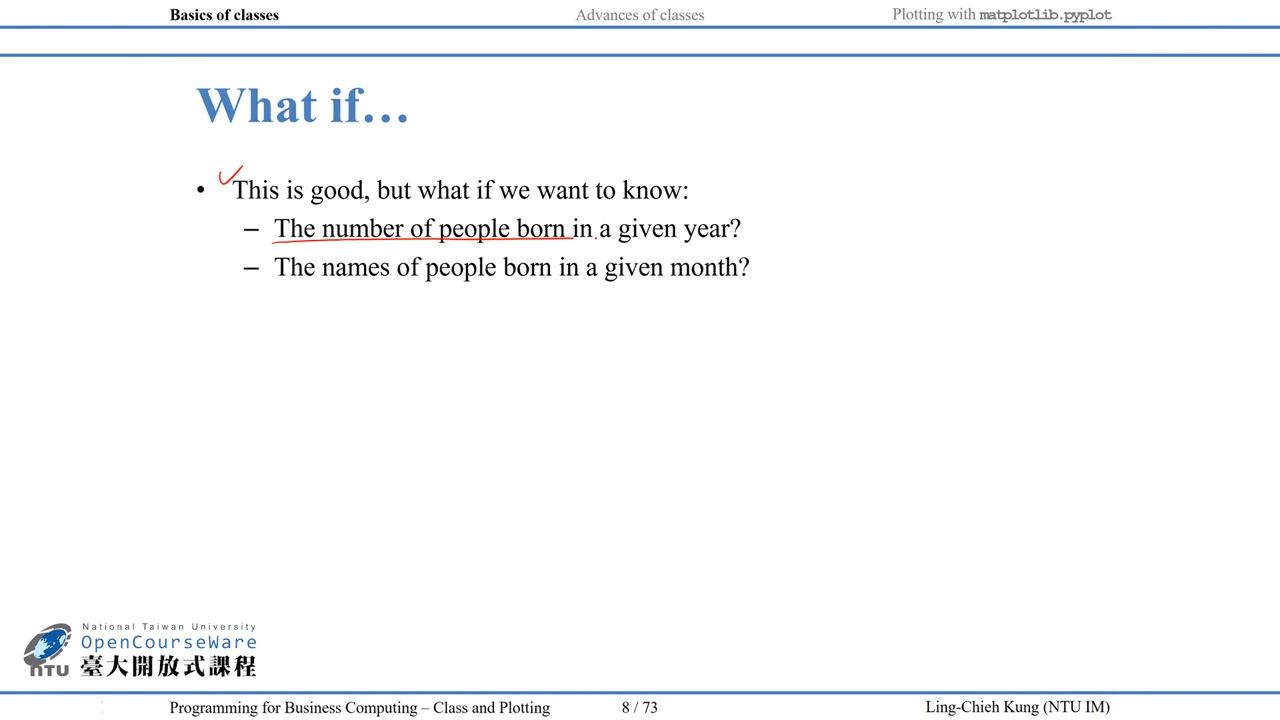 Basics of classes
Advances of classes
Plotting with matplotlib.pyplot
What if…
• This is good, but what if we want to know:
– The number of people born in a given year?
– The names of people born in a given month?
National Taiwan University
OpenCourseWare
NTU 臺大開放式課程
Programming for Business Computing – Class and Plotting
8 / 73
Ling-Chieh Kung (NTU IM)